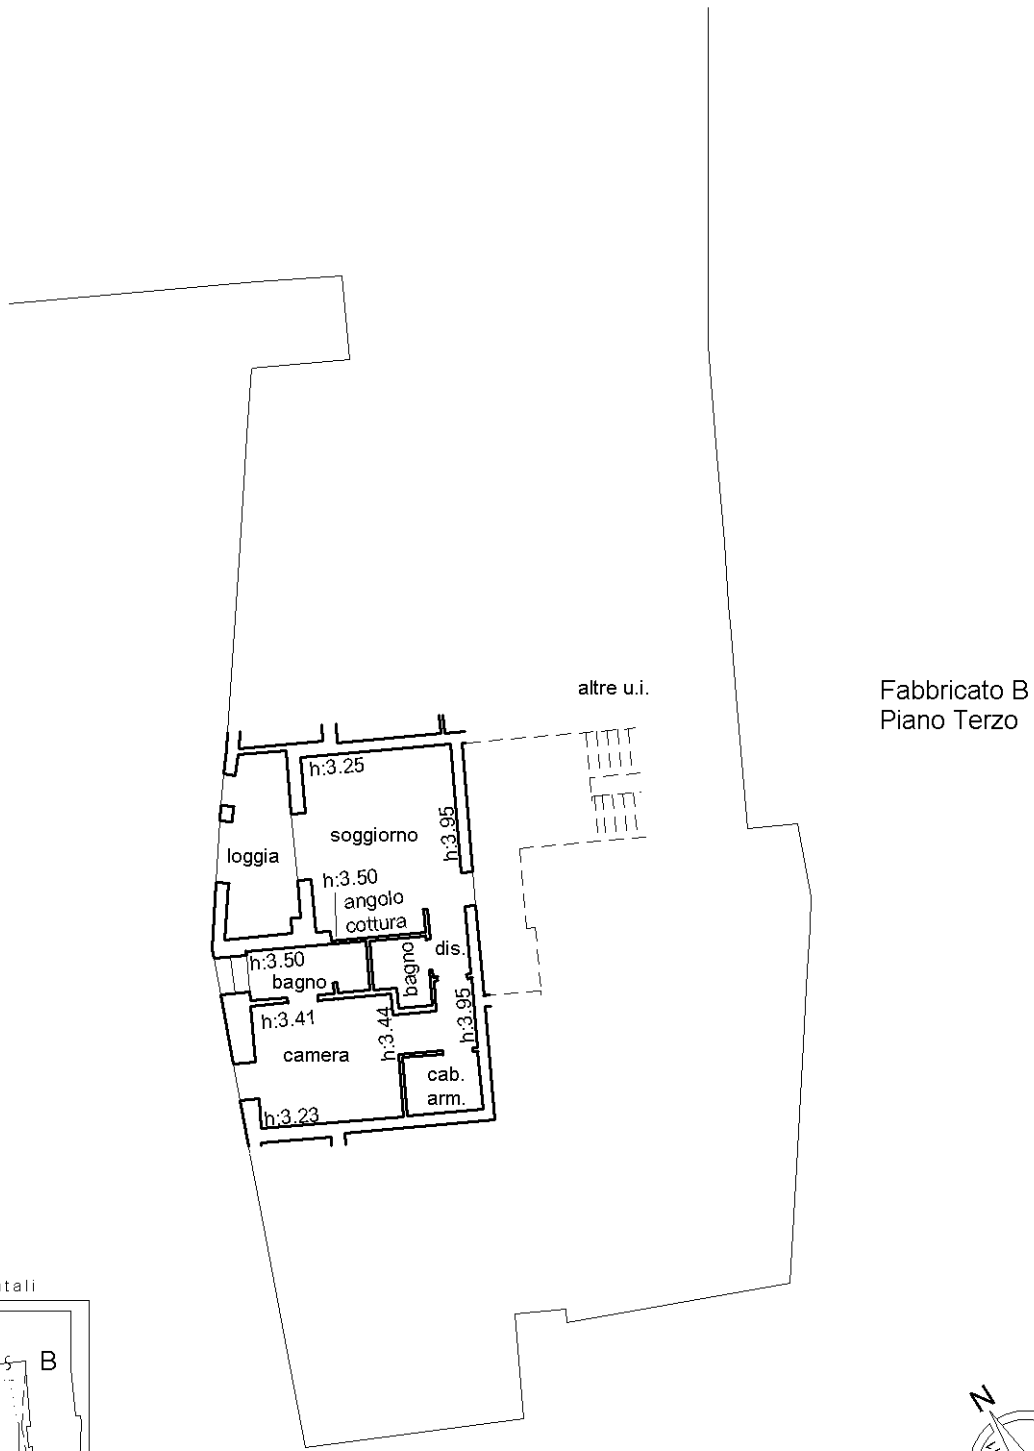 altre u.i.
Fabbricato B
Piano Terzo
h:3.25
h:3.95
soggiorno
loggia
h:3.50
angolo
cottura
dis.
bagno
h:3.50
bagno
h:3.41
h:3.44
h:3.95
camera
cab.
arm.
h:3.23
B
N